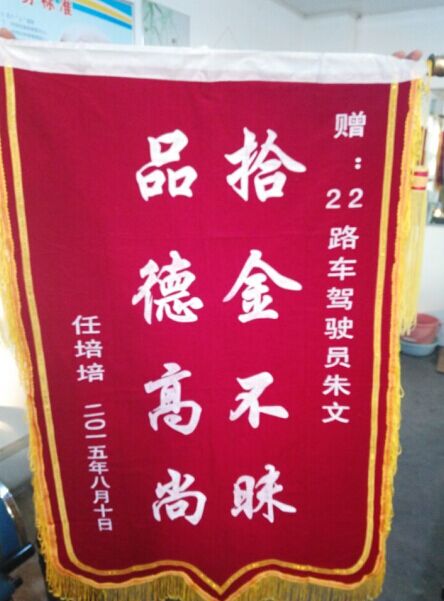 赠：22路车驾驶员朱文
拾金不昧
品德高尚
任培培 二〇一五年八月十日